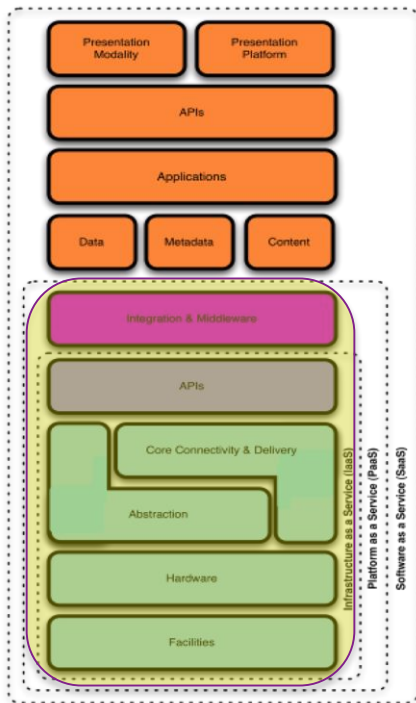 Presentation
Modality
Presentation
Platform
APIs
Applications
Data
Metadata
Content
Integration & Middleware
APIs
Core Connectivity & Delivery
Abstraction
Hardware
Facilities
Infrastructure as a Service (IaaS)
Platform as a Service (PaaS)
Software as a Service (SaaS)